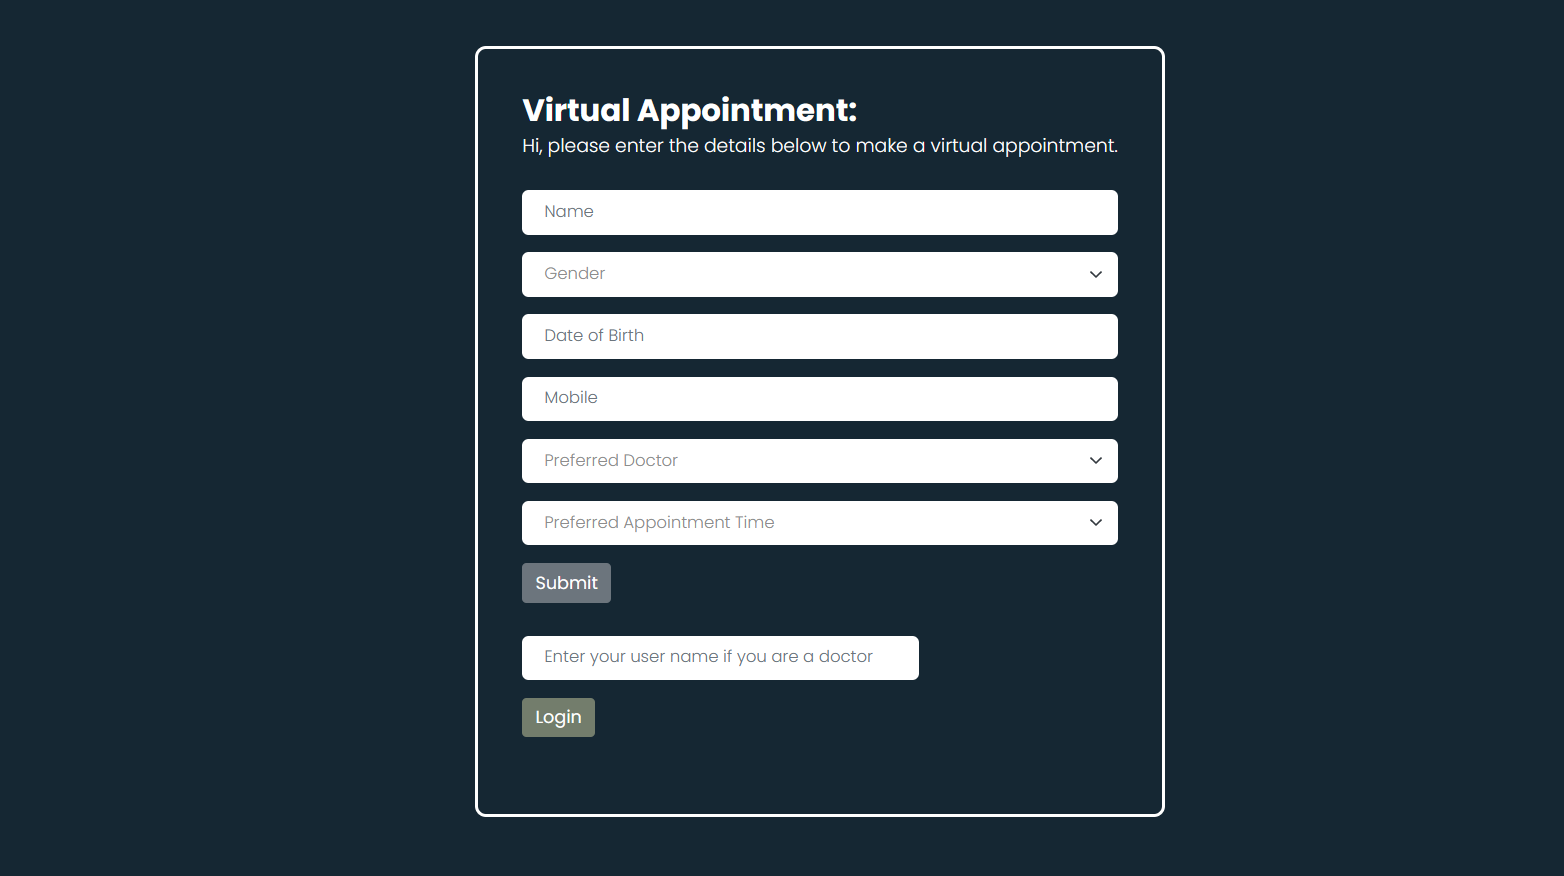 Virtual Appointment:
Hi, please enter the details below to make a virtual appointment.
Name
Gender
Date of Birth
Mobile
Preferred Doctor
Preferred Appointment Time
Submit
Enter your user name if you are a doctor
Login